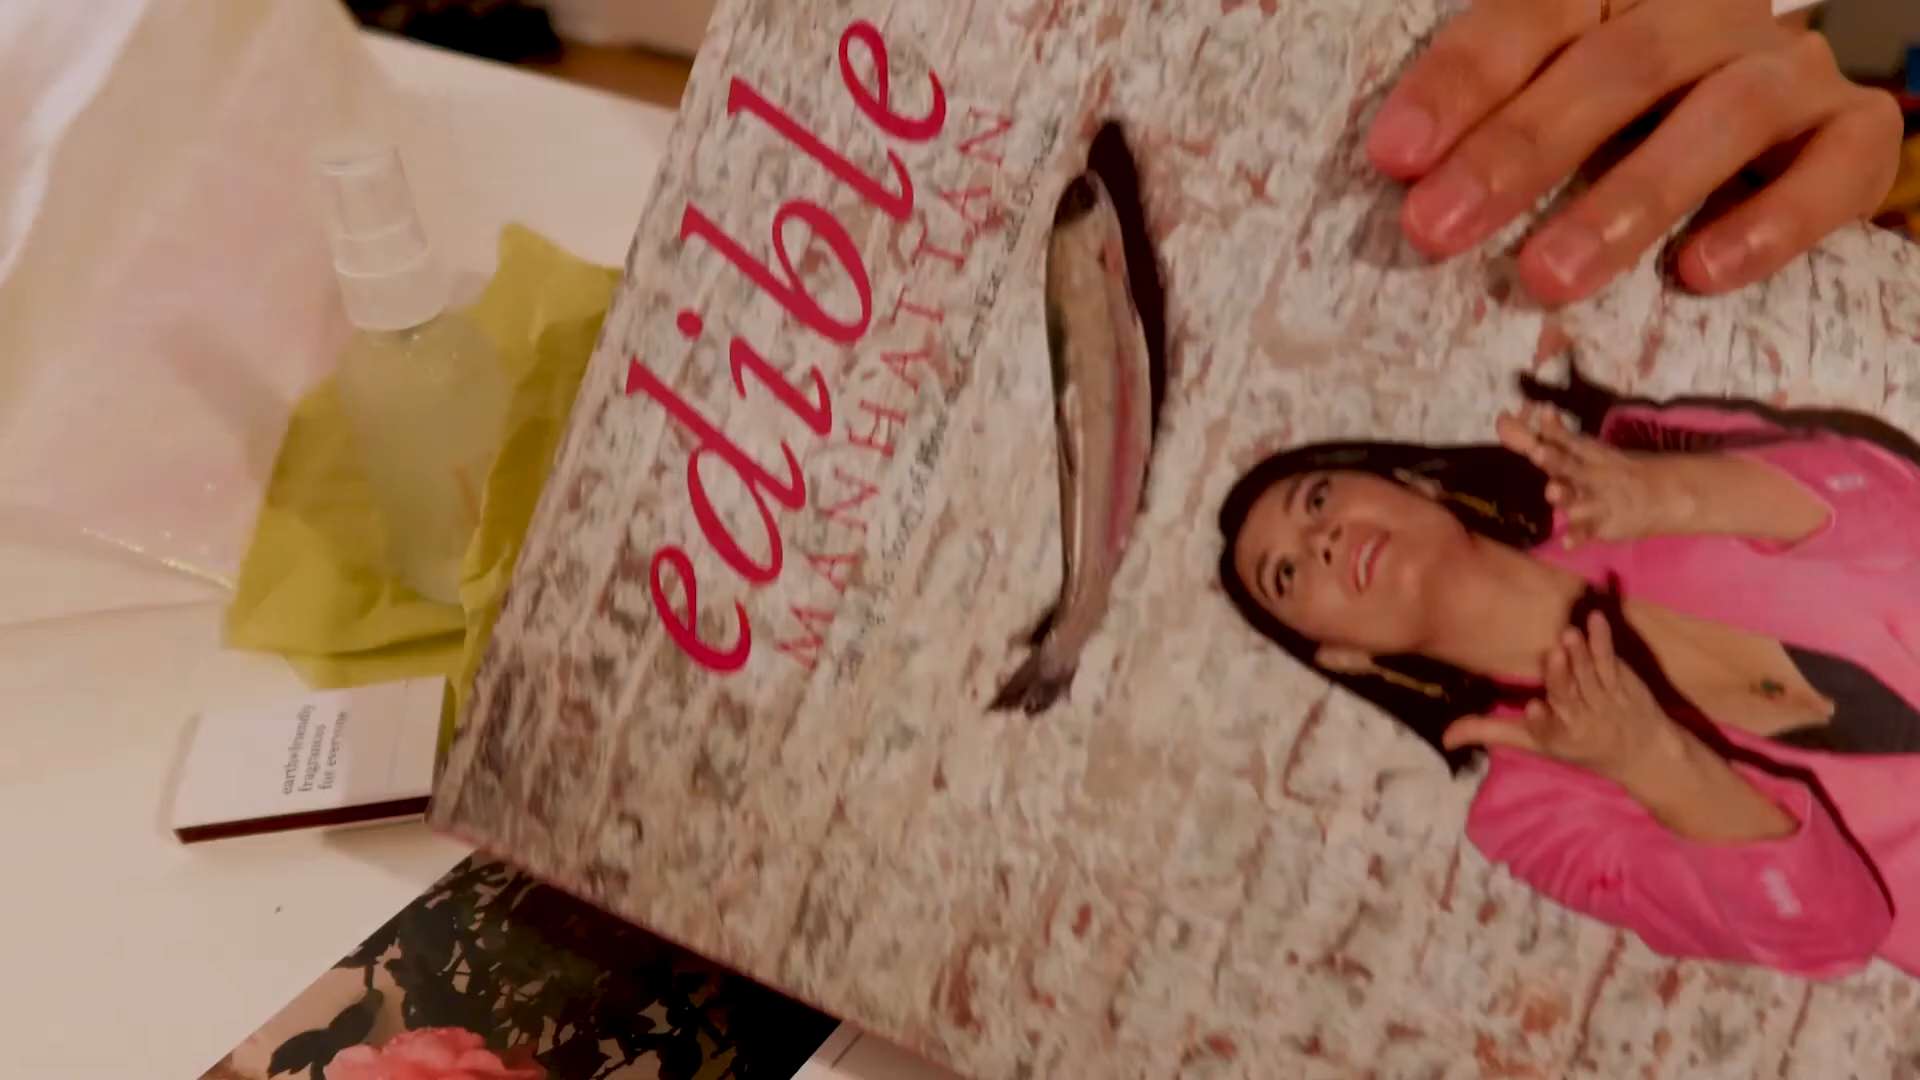 edible
MANHATTAN
earth+friendly
fragrances
for everyone